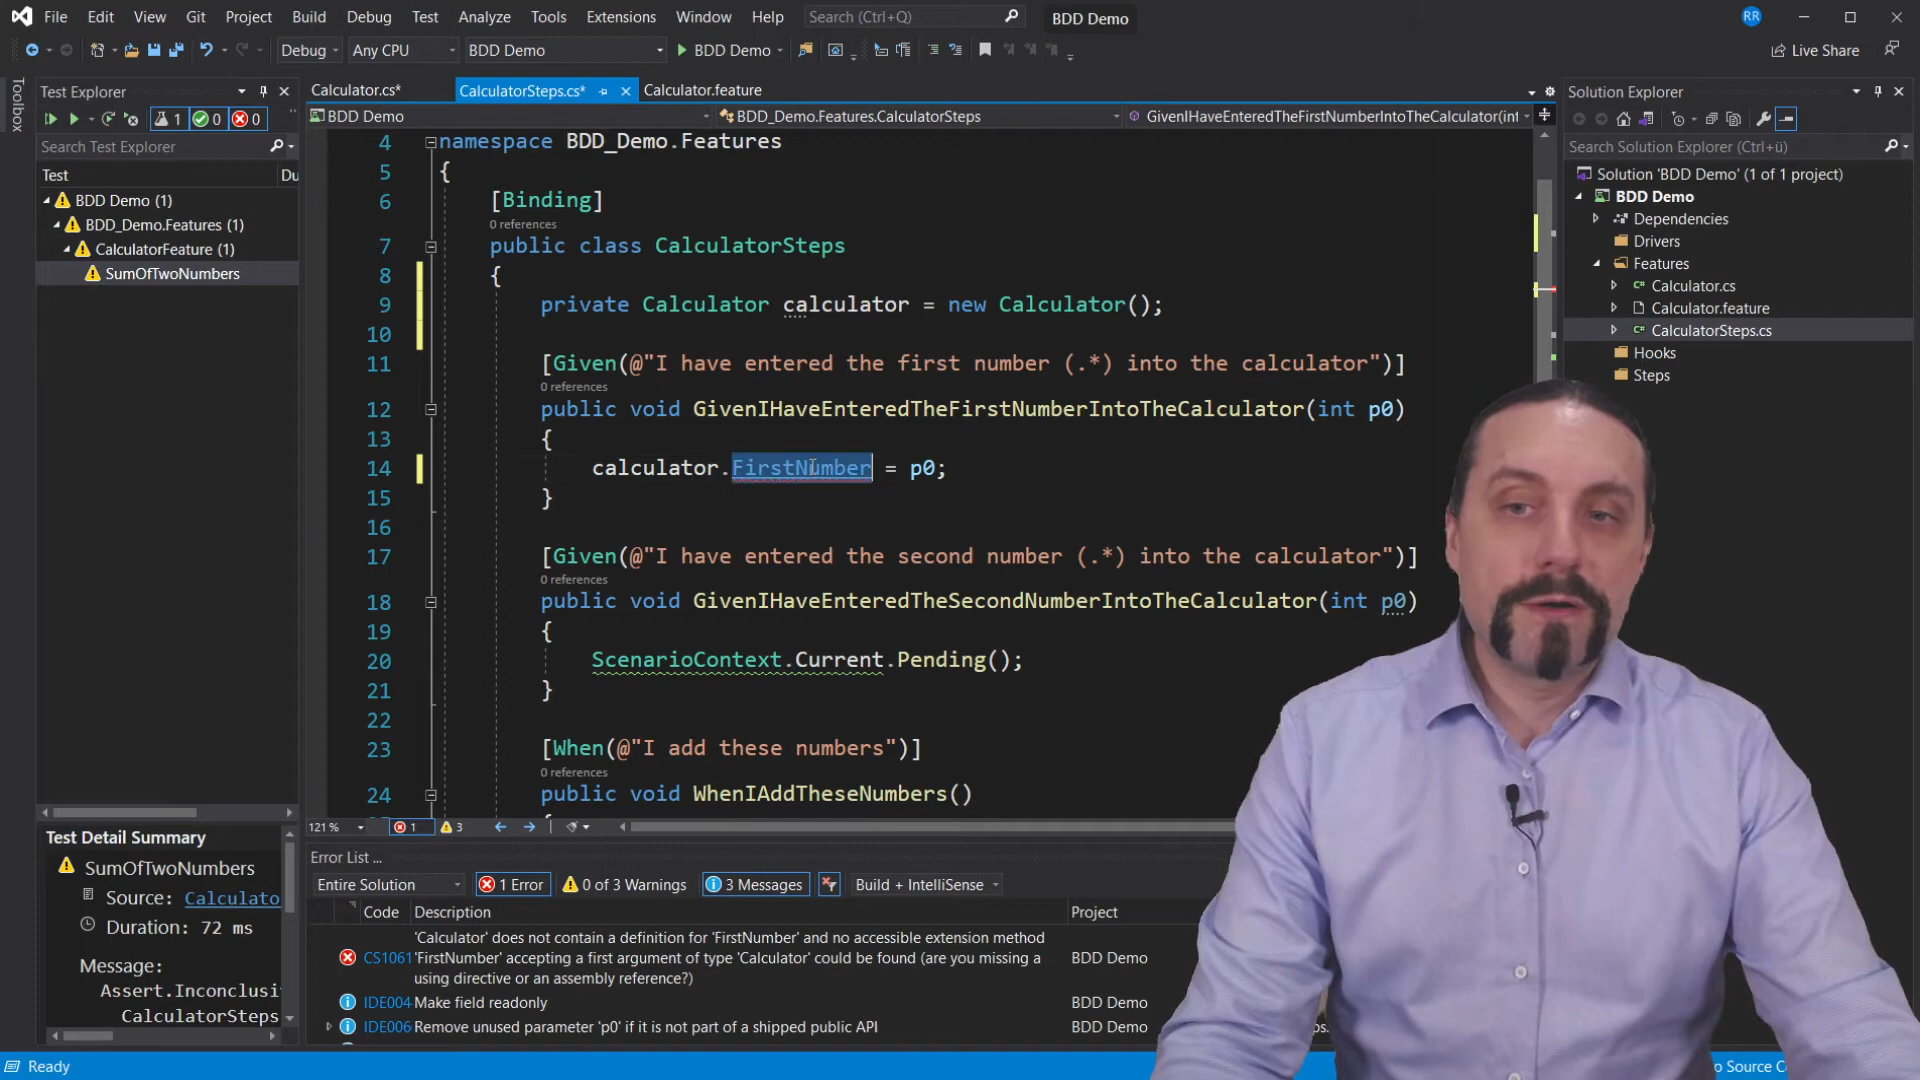 File Edit View Git Project Build Debug Test Analyze Tools Extensions Window Help Search (Ctrl+Q) BDD Demo RR
Debug Any CPU BDD Demo BDD Demo Live Share
Toolbox
Test Explorer
1 0 0
Search Test Explorer
Test Du
BDD Demo (1)
BDD_Demo.Features (1)
CalculatorFeature (1)
SumOfTwoNumbers
Test Detail Summary
SumOfTwoNumbers
Source: Calculato
Duration: 72 ms
Message:
Assert.Inconclusi
CalculatorSteps
Calculator.cs* CalculatorSteps.cs* Calculator.feature
BDD Demo BDD_Demo.Features.CalculatorSteps GivenIHaveEnteredTheFirstNumberIntoTheCalculator(int
4 namespace BDD_Demo.Features
5 {
6 [Binding]
0 references
7 public class CalculatorSteps
8 {
9 private Calculator calculator = new Calculator();
10
11 [Given(@"I have entered the first number (.*) into the calculator")]
0 references
12 public void GivenIHaveEnteredTheFirstNumberIntoTheCalculator(int p0)
13 {
14 calculator.FirstNumber = p0;
15 }
16
17 [Given(@"I have entered the second number (.*) into the calculator")]
0 references
18 public void GivenIHaveEnteredTheSecondNumberIntoTheCalculator(int p0)
19 {
20 ScenarioContext.Current.Pending();
21 }
22
23 [When(@"I add these numbers")]
0 references
24 public void WhenIAddTheseNumbers()
121 % 1 3
Error List ...
Entire Solution 1 Error 0 of 3 Warnings 3 Messages Build + IntelliSense
Code Description Project
CS1061 'Calculator' does not contain a definition for 'FirstNumber' and no accessible extension method
'FirstNumber' accepting a first argument of type 'Calculator' could be found (are you missing a
using directive or an assembly reference?) BDD Demo
IDE004 Make field readonly BDD Demo
IDE006 Remove unused parameter 'p0' if it is not part of a shipped public API BDD Demo
Solution Explorer
Search Solution Explorer (Ctrl+ü)
Solution 'BDD Demo' (1 of 1 project)
BDD Demo
Dependencies
Drivers
Features
Calculator.cs
Calculator.feature
CalculatorSteps.cs
Hooks
Steps
Ready